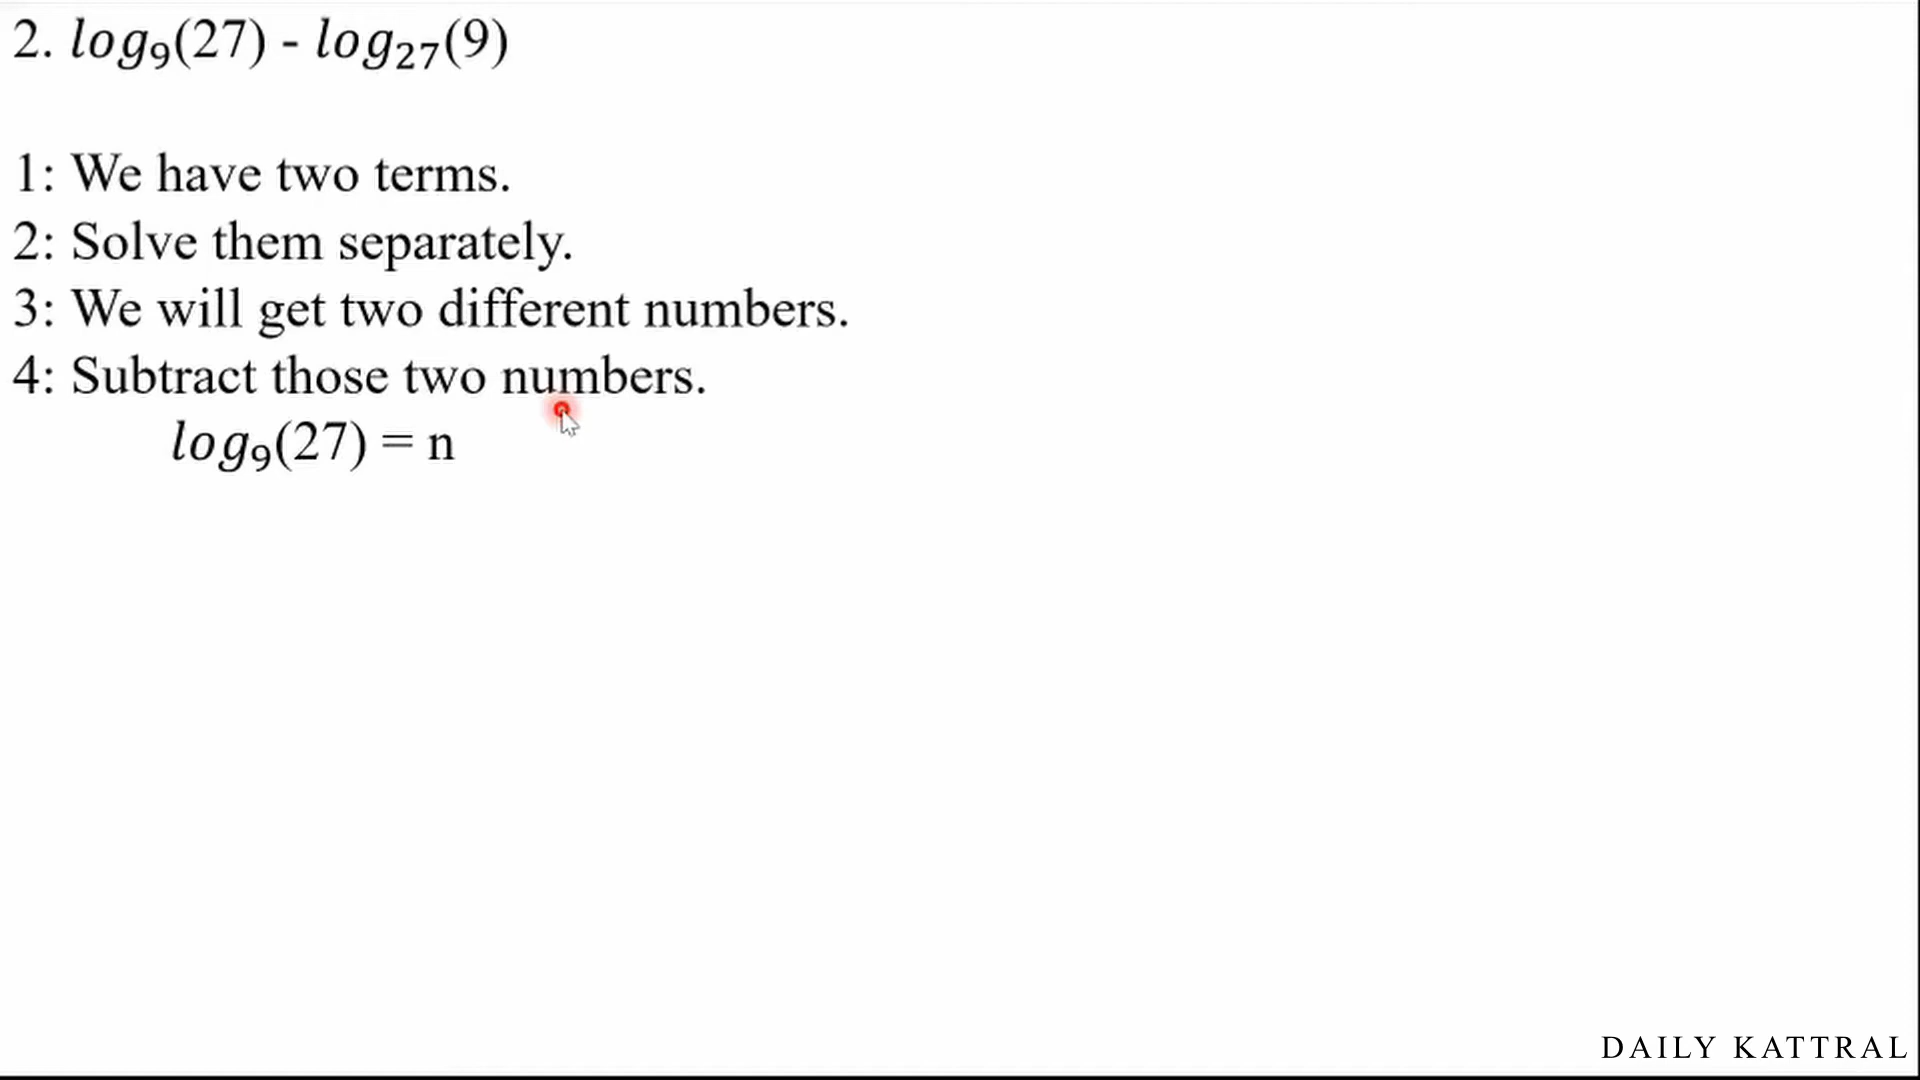 2. log₉(27) - log₂₇(9)
1: We have two terms.
2: Solve them separately.
3: We will get two different numbers.
4: Subtract those two numbers.
log₉(27) = n
DAILY KATTRAL